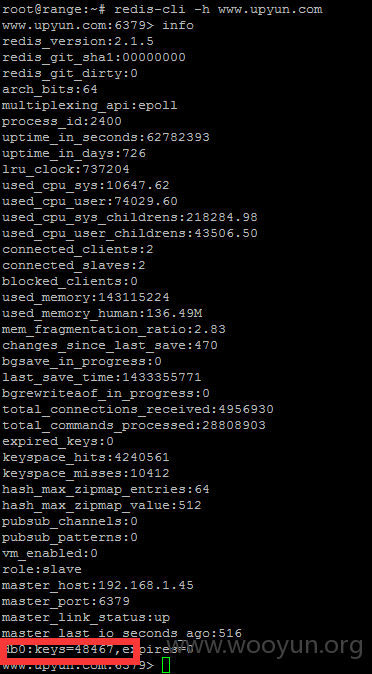 root@range:~# redis-cli -h www.upyun.com
www.upyun.com:6379> info
redis_version:2.1.5
redis_git_sha1:00000000
redis_git_dirty:0
arch_bits:64
multiplexing_api:epoll
process_id:2400
uptime_in_seconds:62782393
uptime_in_days:726
lru_clock:737204
used_cpu_sys:10647.62
used_cpu_user:74029.60
used_cpu_sys_childrens:218284.98
used_cpu_user_childrens:43506.50
connected_clients:2
connected_slaves:2
blocked_clients:0
used_memory:143115224
used_memory_human:136.49M
mem_fragmentation_ratio:2.83
changes_since_last_save:470
bgsave_in_progress:0
last_save_time:1433355771
bgrewriteaof_in_progress:0
total_connections_received:4956930
total_commands_processed:28808903
expired_keys:0
keyspace_hits:4240561
keyspace_misses:10412
hash_max_zipmap_entries:64
hash_max_zipmap_value:512
pubsub_channels:0
pubsub_patterns:0
vm_enabled:0
role:slave
master_host:192.168.1.45
master_port:6379
master_link_status:up
master_last_io_seconds_ago:516
db0:keys=48467,expires=0
www.upyun.com:6379>
www.wooyun.org